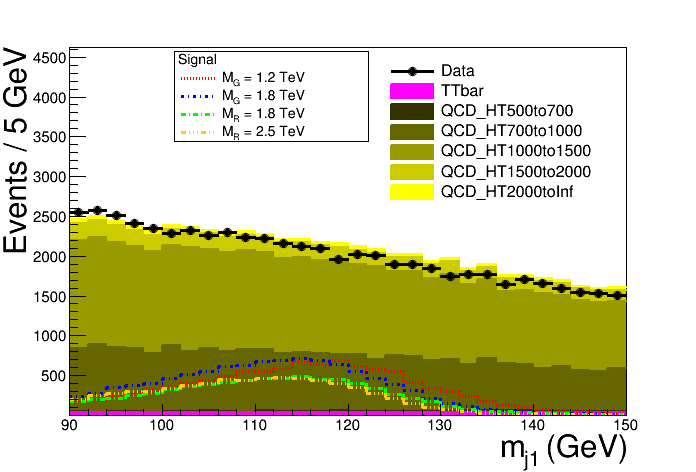 Events / 5 GeV
4500
4000
3500
3000
2500
2000
1500
1000
500
Signal
M_G = 1.2 TeV
M_G = 1.8 TeV
M_R = 1.8 TeV
M_R = 2.5 TeV
Data
TTbar
QCD_HT500to700
QCD_HT700to1000
QCD_HT1000to1500
QCD_HT1500to2000
QCD_HT2000toInf
90 100 110 120 130 140 150
m_j1 (GeV)